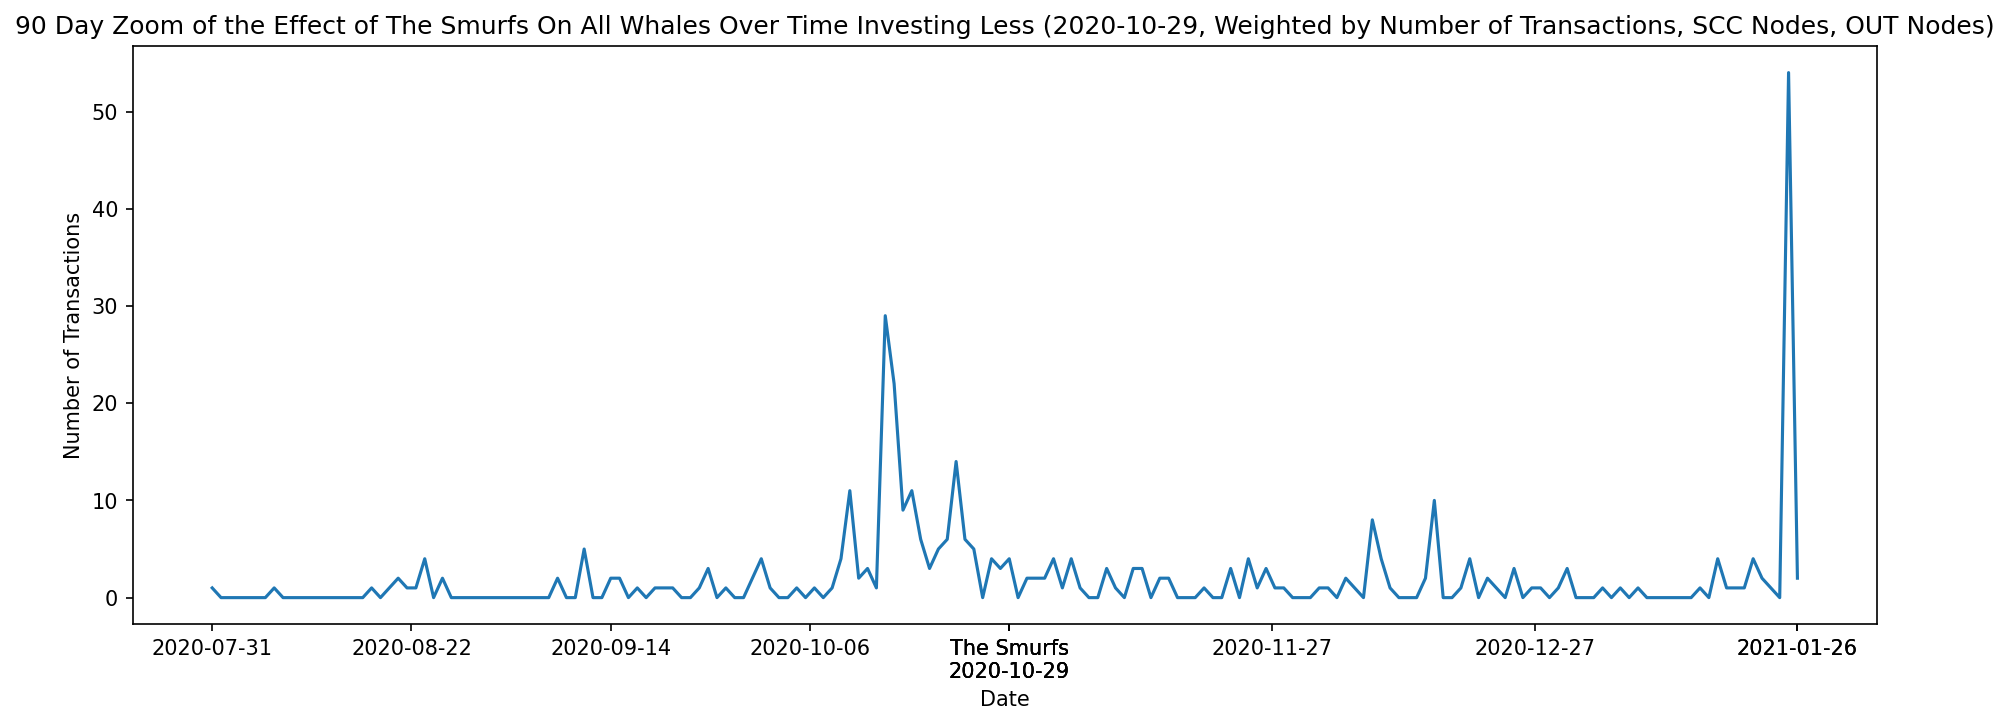 90 Day Zoom of the Effect of The Smurfs On All Whales Over Time Investing Less (2020-10-29, Weighted by Number of Transactions, SCC Nodes, OUT Nodes)
Number of Transactions
50
40
30
20
10
0
2020-07-31 2020-08-22 2020-09-14 2020-10-06 The Smurfs 2020-11-27 2020-12-27 2021-01-26
2020-10-29
Date